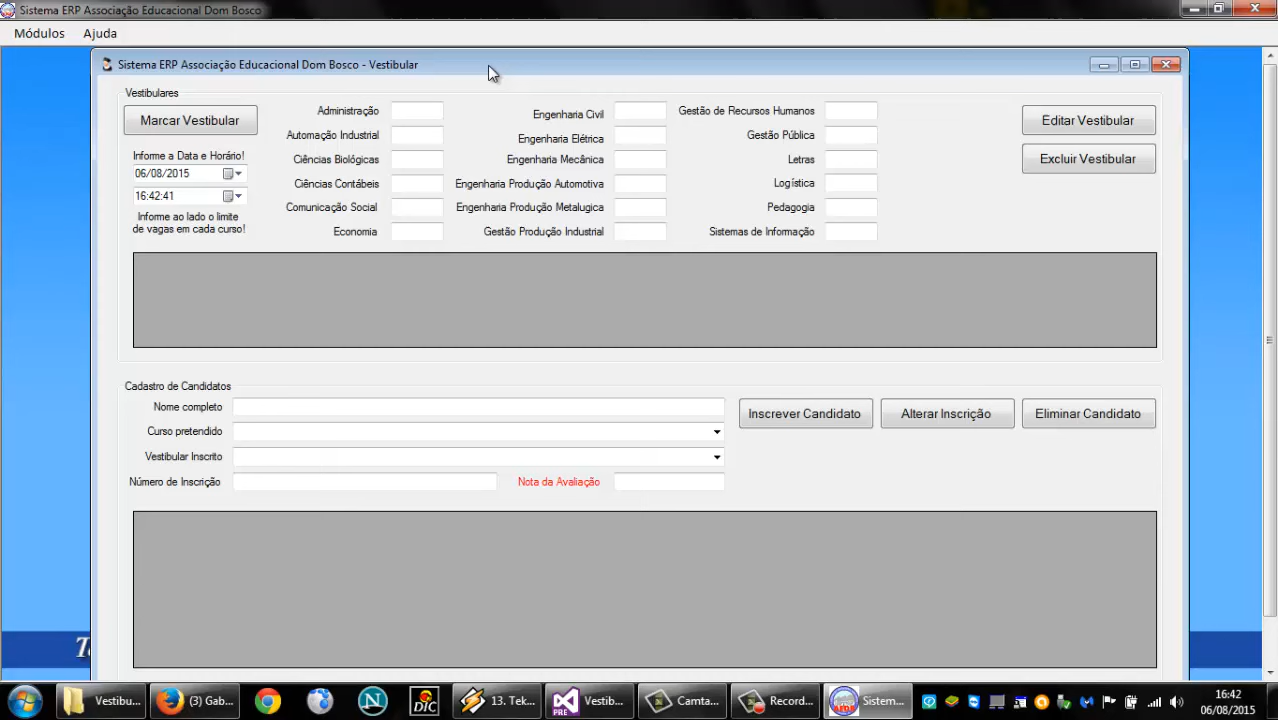 Sistema ERP Associação Educacional Dom Bosco
Módulos Ajuda
Sistema ERP Associação Educacional Dom Bosco - Vestibular
Vestibulares
Marcar Vestibular
Informe a Data e Horário!
06/08/2015
16:42:41
Informe ao lado o limite
de vagas em cada curso!
Administração
Automação Industrial
Ciências Biológicas
Ciências Contábeis
Comunicação Social
Economia
Engenharia Civil
Engenharia Elétrica
Engenharia Mecânica
Engenharia Produção Automotiva
Engenharia Produção Metalugica
Gestão Produção Industrial
Gestão de Recursos Humanos
Gestão Pública
Letras
Logística
Pedagogia
Sistemas de Informação
Editar Vestibular
Excluir Vestibular
Cadastro de Candidatos
Nome completo
Curso pretendido
Vestibular Inscrito
Número de Inscrição
Nota da Avaliação
Inscrever Candidato
Alterar Inscrição
Eliminar Candidato
Vestibu...
(3) Gab...
DIC
13. Tek...
PRE
Vestib...
Camta...
Record...
Sistem...
16:42
06/08/2015